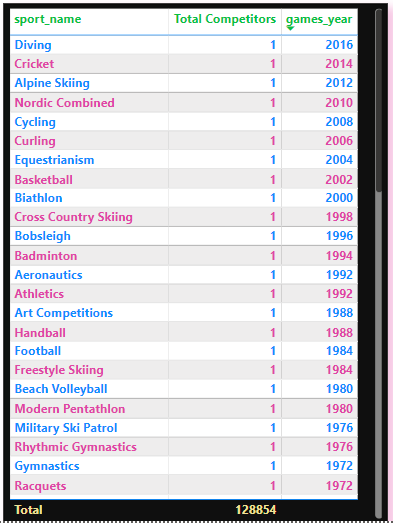 sport_name Total Competitors games_year
Diving 1 2016
Cricket 1 2014
Alpine Skiing 1 2012
Nordic Combined 1 2010
Cycling 1 2008
Curling 1 2006
Equestrianism 1 2004
Basketball 1 2002
Biathlon 1 2000
Cross Country Skiing 1 1998
Bobsleigh 1 1996
Badminton 1 1994
Aeronautics 1 1992
Athletics 1 1992
Art Competitions 1 1988
Handball 1 1988
Football 1 1984
Freestyle Skiing 1 1984
Beach Volleyball 1 1980
Modern Pentathlon 1 1980
Military Ski Patrol 1 1976
Rhythmic Gymnastics 1 1976
Gymnastics 1 1972
Racquets 1 1972
Total 128854